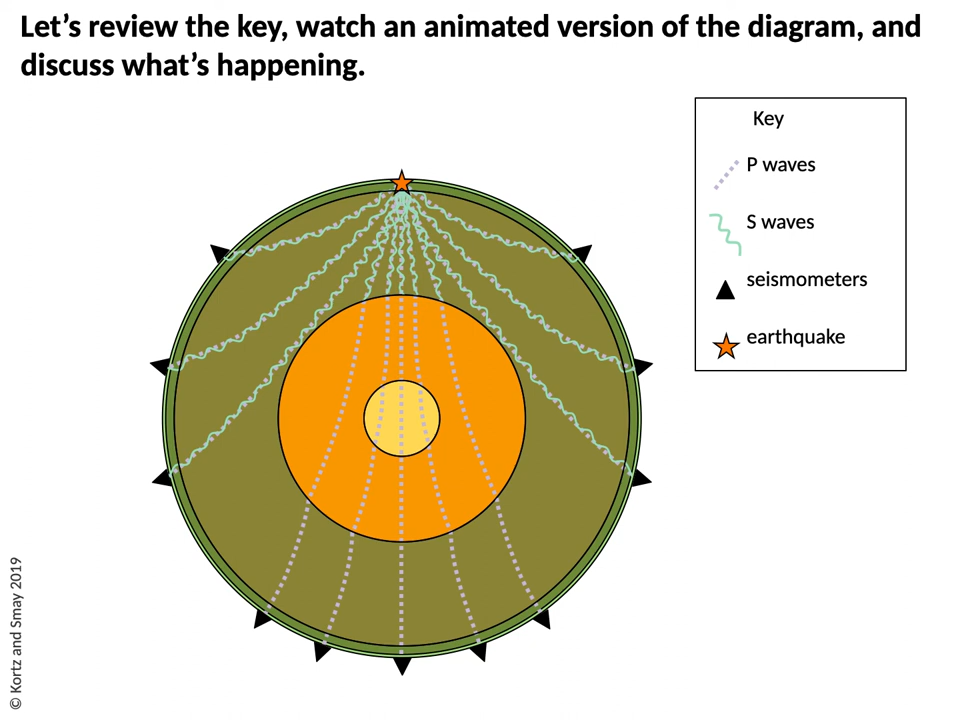 Let’s review the key, watch an animated version of the diagram, and
discuss what’s happening.
Key
P waves
S waves
seismometers
earthquake
© Kortz and Smay 2019